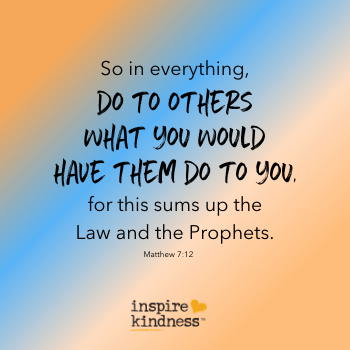 So in everything,
DO TO OTHERS
WHAT YOU WOULD
HAVE THEM DO TO YOU,
for this sums up the
Law and the Prophets.
Matthew 7:12
inspire
kindness™